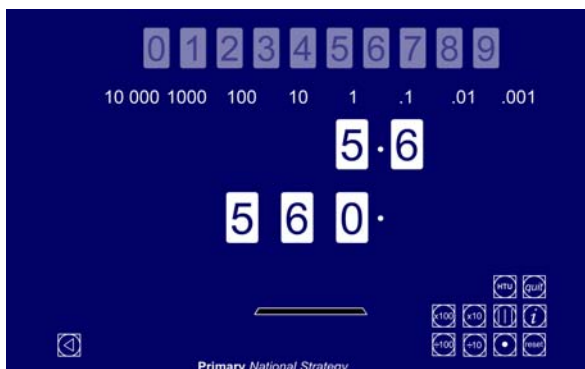 0 1 2 3 4 5 6 7 8 9
10 000 1000 100 10 1 .1 .01 .001
5 . 6
5 6 0 .
HTU quit
x100 x10 i
÷100 ÷10 reset
Primary National Strategy